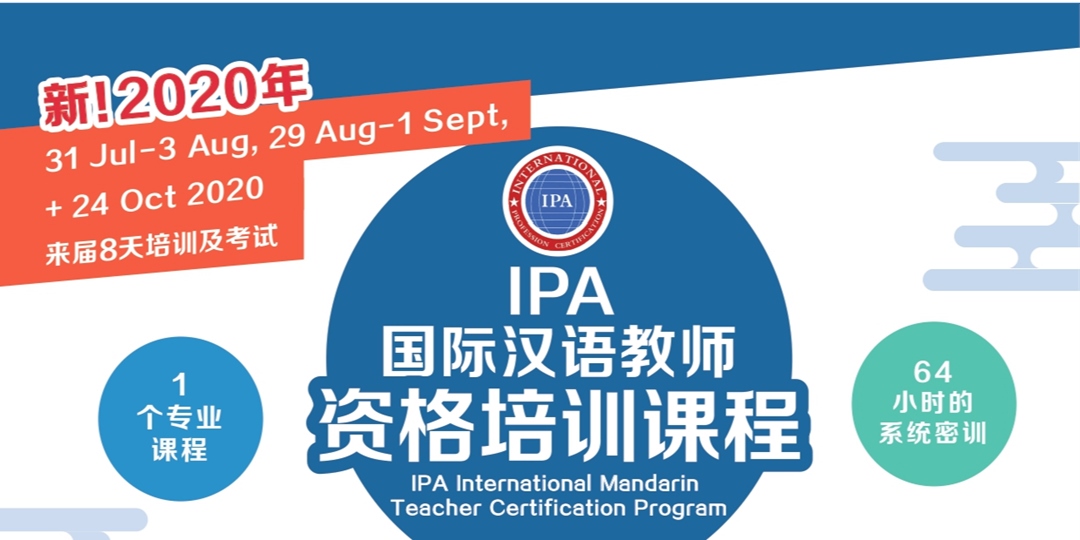 新!2020年
31 Jul-3 Aug, 29 Aug-1 Sept,
+ 24 Oct 2020
来届8天培训及考试
INTERNATIONAL
IPA
PROFESSION CERTIFICATION
IPA
国际汉语教师
资格培训课程
IPA International Mandarin
Teacher Certification Program
1
个专业
课程
64
小时的
系统密训